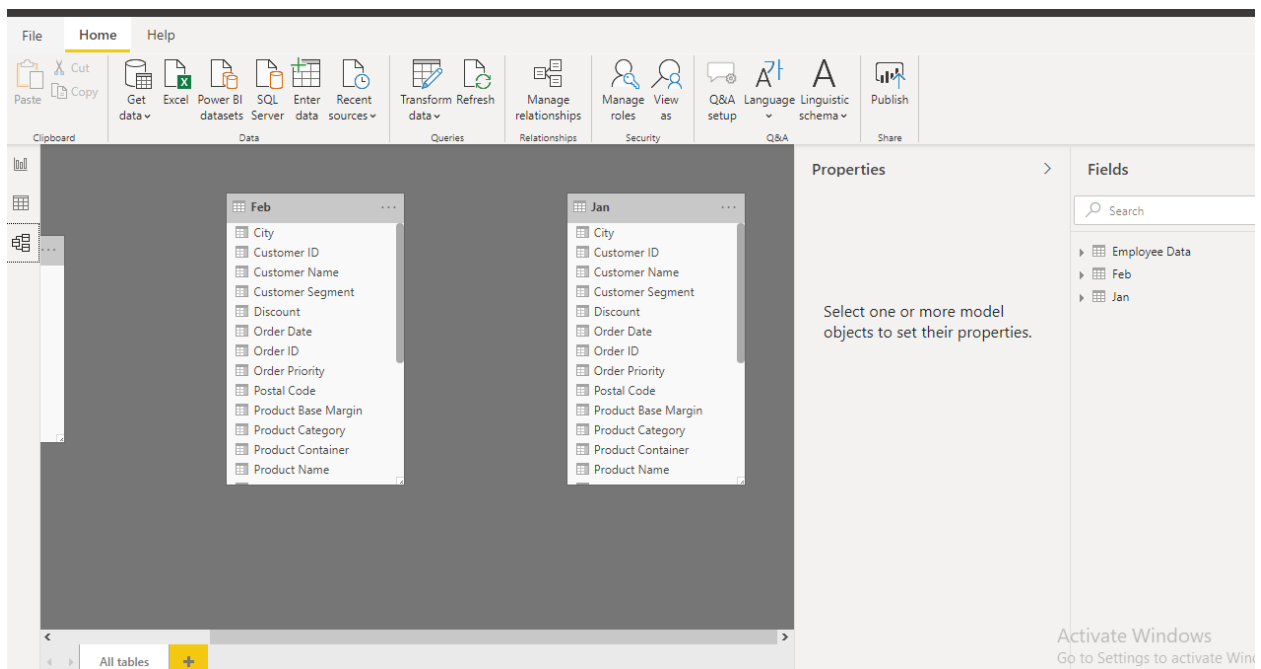 File Home Help
Cut
Copy
Paste
Get data
Excel
Power BI datasets
SQL Server
Enter data
Recent sources
Transform data
Refresh
Manage relationships
Manage roles
View as
Q&A setup
Language
Linguistic schema
Publish
Clipboard Data Queries Relationships Security Q&A Share
Feb
City
Customer ID
Customer Name
Customer Segment
Discount
Order Date
Order ID
Order Priority
Postal Code
Product Base Margin
Product Category
Product Container
Product Name
Jan
City
Customer ID
Customer Name
Customer Segment
Discount
Order Date
Order ID
Order Priority
Postal Code
Product Base Margin
Product Category
Product Container
Product Name
Properties
Select one or more model
objects to set their properties.
Fields
Search
Employee Data
Feb
Jan
All tables
Activate Windows
Go to Settings to activate Win